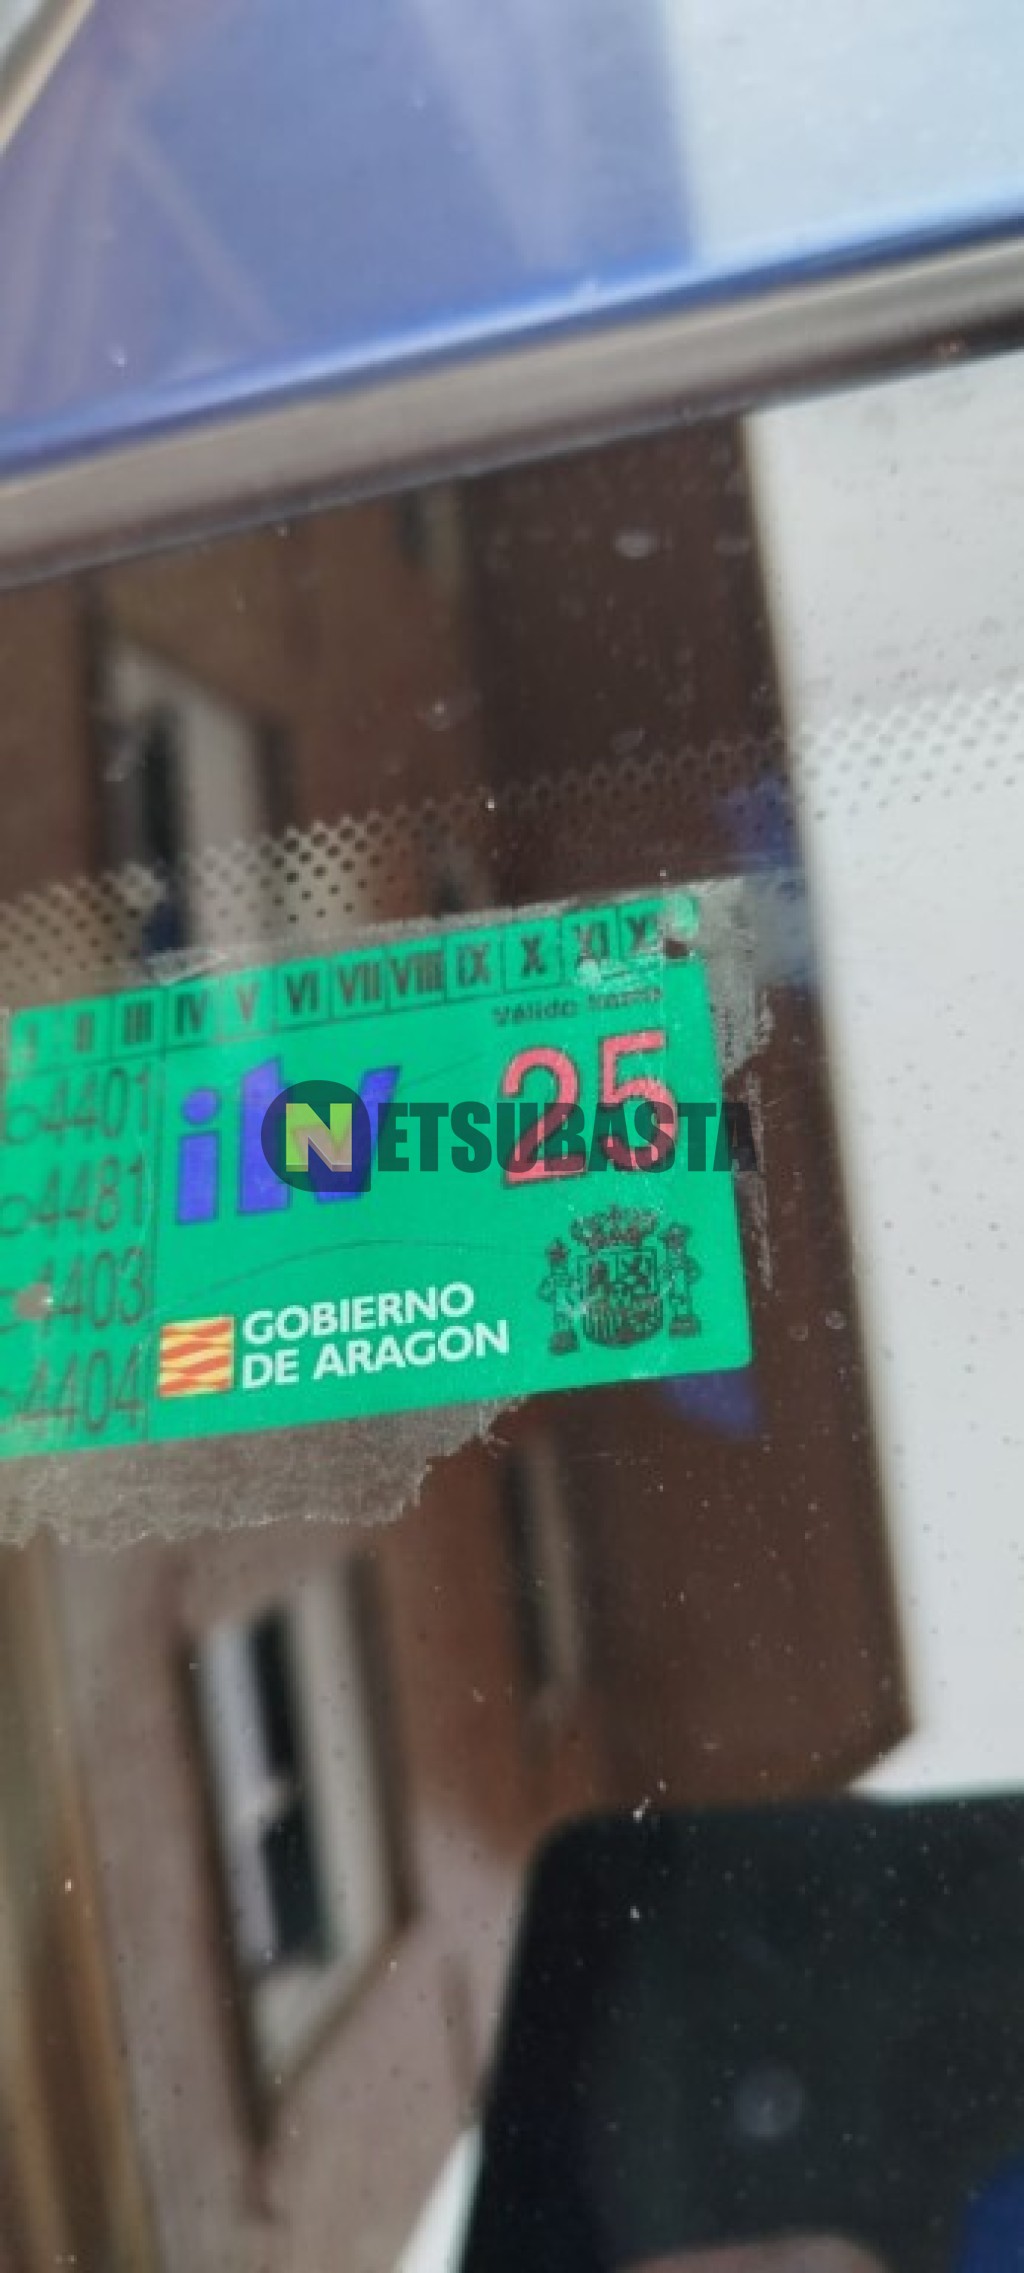 I II III IV V VI VII VIII IX X XI
Válido hasta
4401
itv 25
4481
NETSUBASTA
4403
GOBIERNO
DE ARAGON
4404